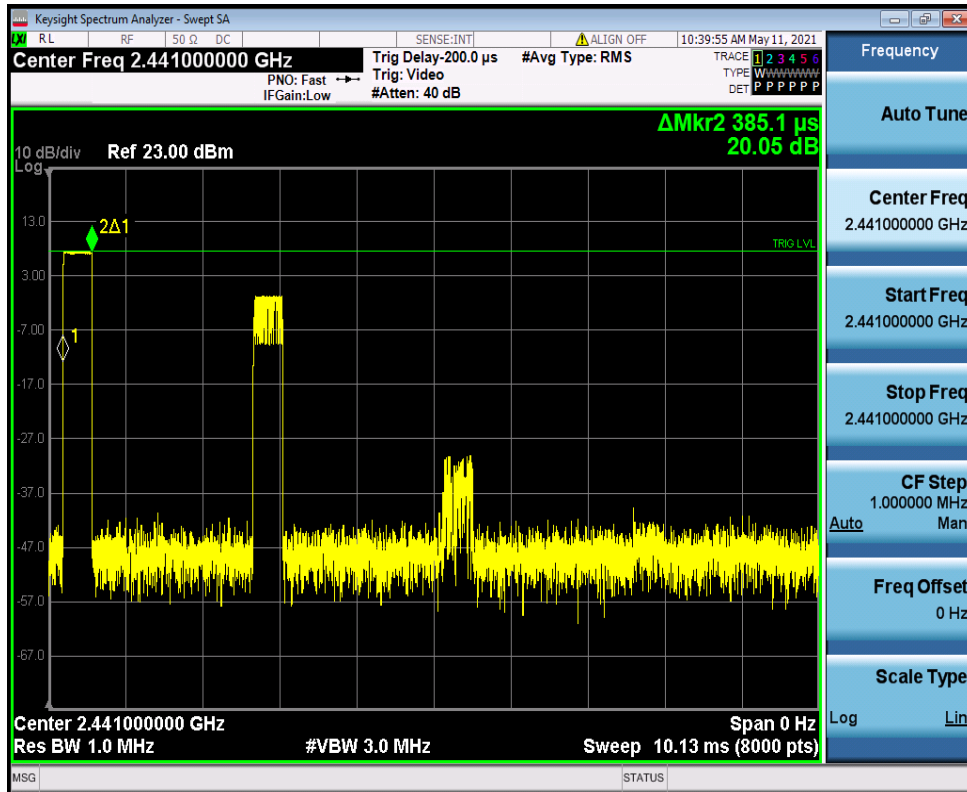 Keysight Spectrum Analyzer - Swept SA
LXI RL RF 50 Ω DC SENSE:INT ALIGN OFF 10:39:55 AM May 11, 2021
Center Freq 2.441000000 GHz
PNO: Fast
IFGain:Low
Trig Delay-200.0 µs
Trig: Video
#Atten: 40 dB
#Avg Type: RMS
TRACE 1 2 3 4 5 6
TYPE WWWWWW
DET P P P P P P
ΔMkr2 385.1 µs
20.05 dB
10 dB/div Ref 23.00 dBm
Log
13.0
2Δ1
TRIG LVL
3.00
-7.00
1
-17.0
-27.0
-37.0
-47.0
-57.0
-67.0
Center 2.441000000 GHz Span 0 Hz
Res BW 1.0 MHz #VBW 3.0 MHz Sweep 10.13 ms (8000 pts)
MSG STATUS
Frequency
Auto Tune
Center Freq
2.441000000 GHz
Start Freq
2.441000000 GHz
Stop Freq
2.441000000 GHz
CF Step
1.000000 MHz
Auto Man
Freq Offset
0 Hz
Scale Type
Log Lin